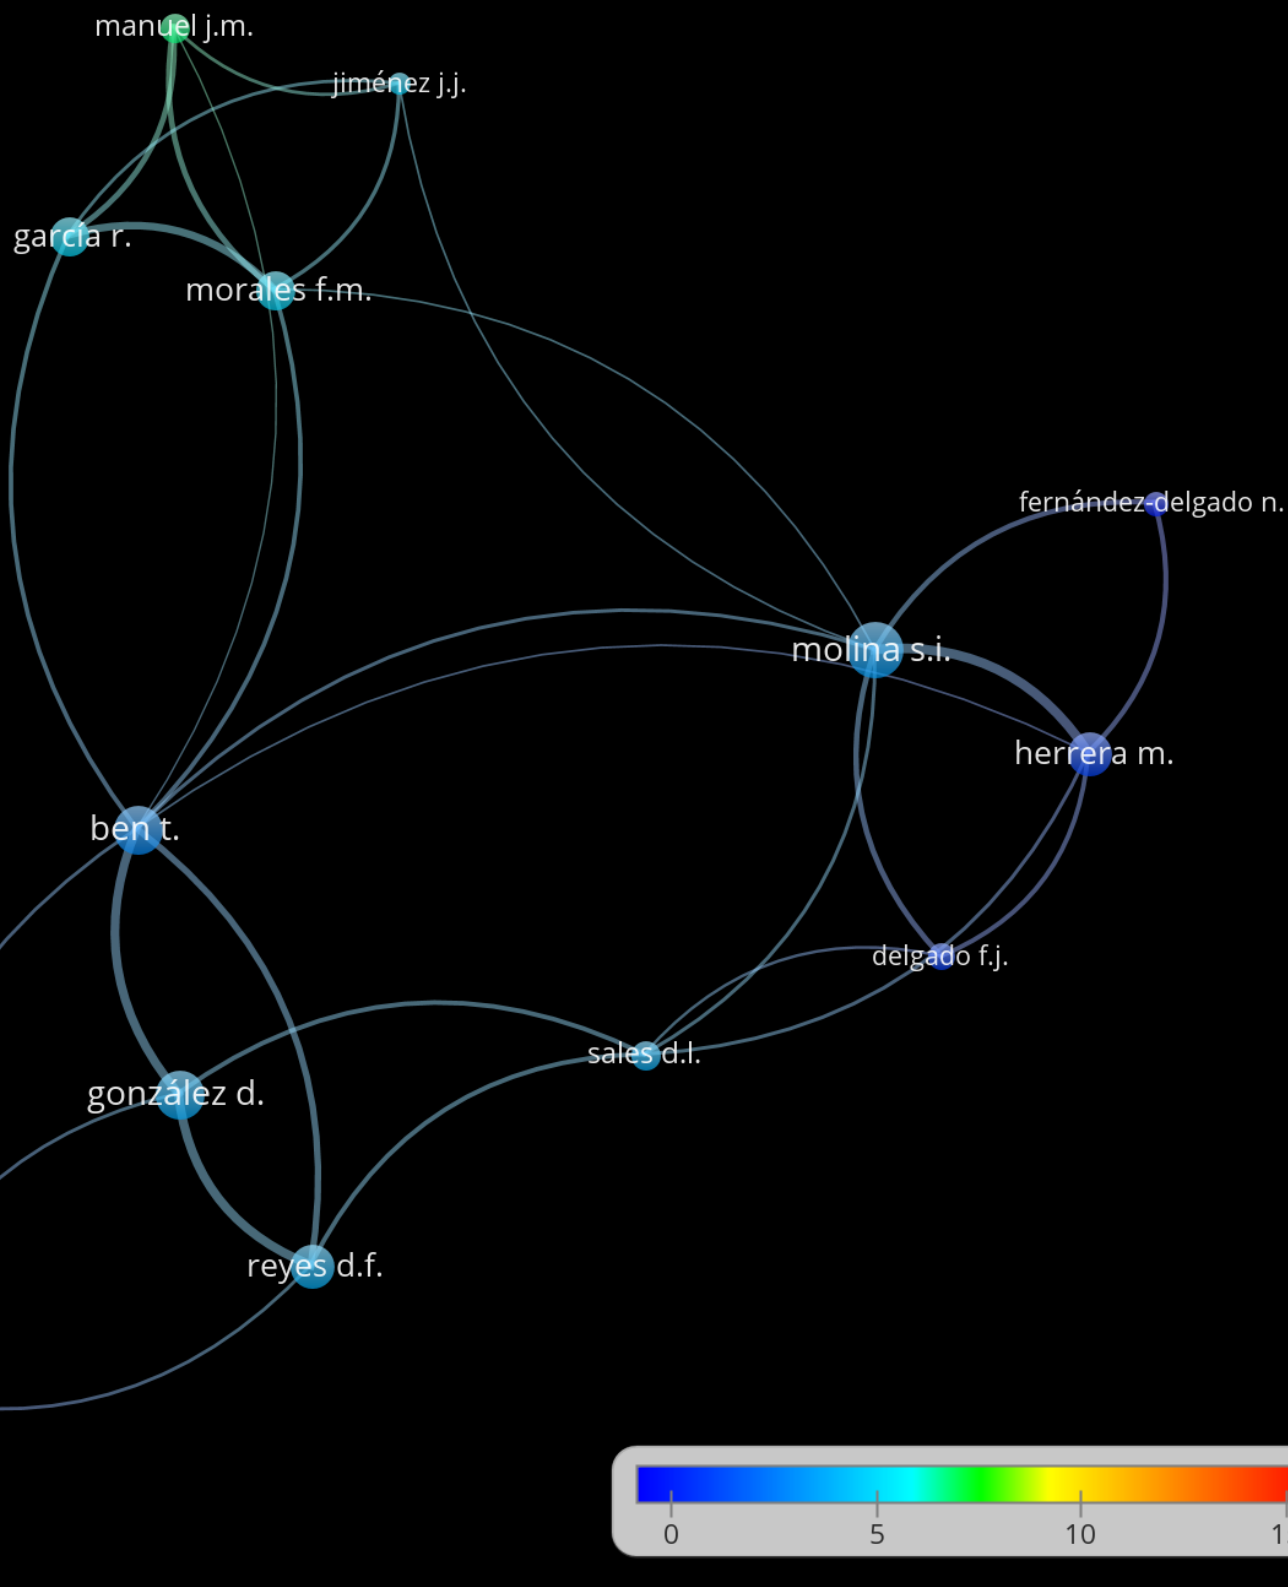 manuel j.m.
jiménez j.j.
garcía r.
morales f.m.
fernández-delgado n.
molina s.i.
herrera m.
ben t.
delgado f.j.
sales d.l.
gonzález d.
reyes d.f.
0 5 10